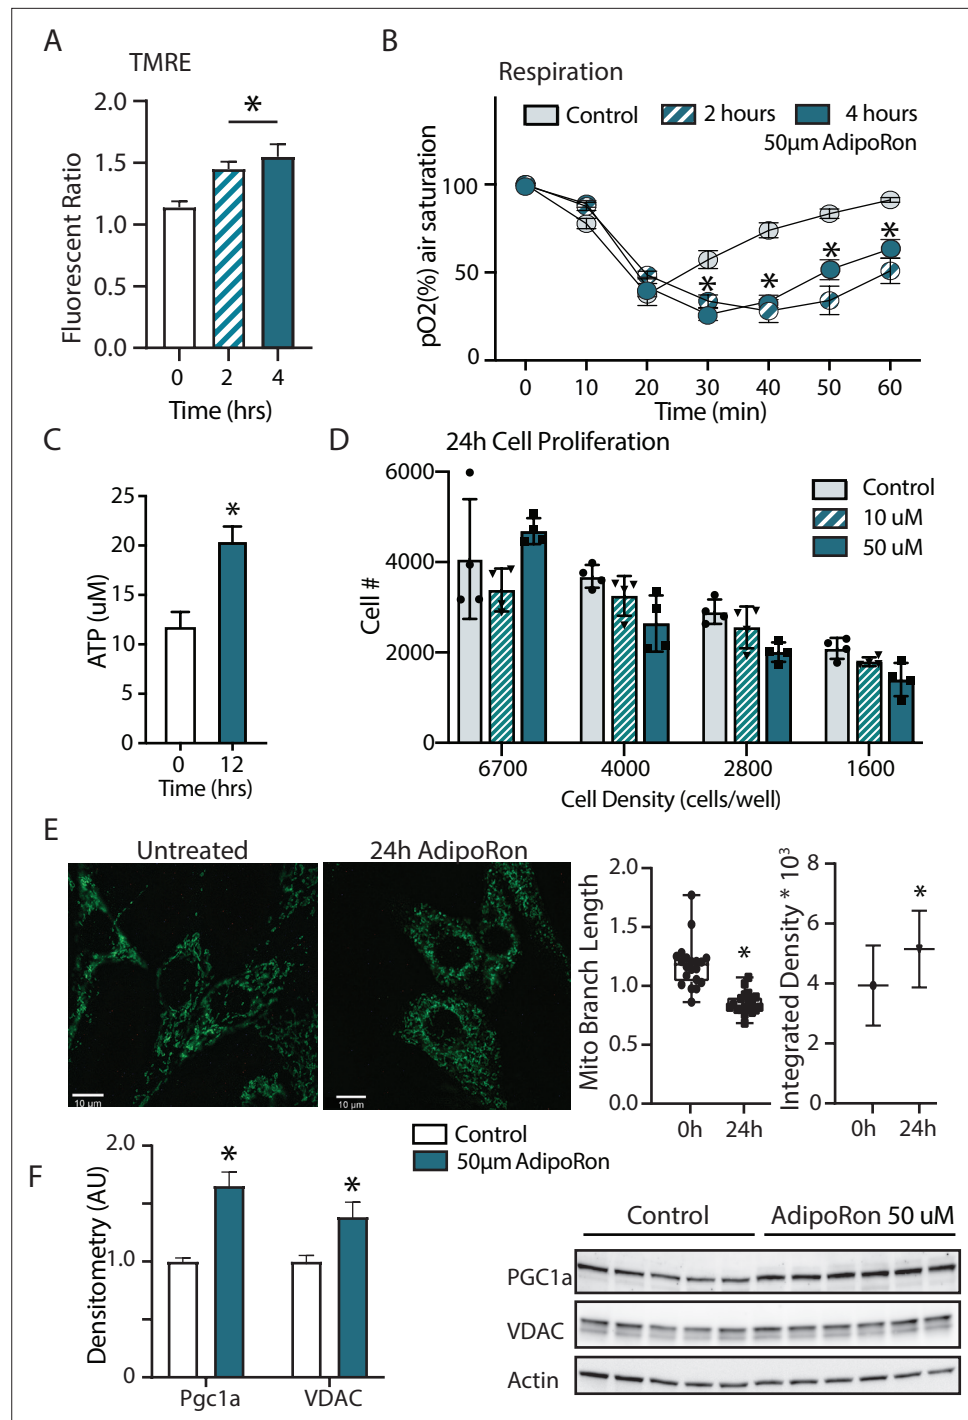 A
TMRE
Fluorescent Ratio
2.0
1.5
1.0
0.5
0.0
*
0 2 4
Time (hrs)
B
Respiration
Control 2 hours 4 hours
50µm AdipoRon
pO2(%) air saturation
100
50
0
* * * *
0 10 20 30 40 50 60
Time (min)
C
ATP (uM)
25
20
15
10
5
0
*
0 12
Time (hrs)
D
24h Cell Proliferation
Cell #
6000
4000
2000
0
Control
10 uM
50 uM
6700 4000 2800 1600
Cell Density (cells/well)
E
Untreated
24h AdipoRon
10 µm
10 µm
Mito Branch Length
2.0
1.5
1.0
0.5
0.0
*
0h 24h
Integrated Density * 10³
8
6
4
2
0
*
0h 24h
F
Control
50µm AdipoRon
Densitometry (AU)
2.0
1.0
0
* *
Pgc1a VDAC
Control AdipoRon 50 uM
PGC1a
VDAC
Actin